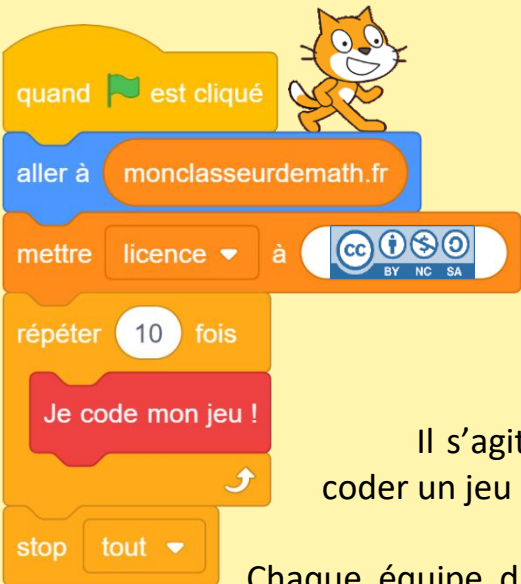 quand est cliqué
aller à monclasseurdemath.fr
mettre licence à cc BY NC SA
répéter 10 fois
Je code mon jeu !
Il s'agit
coder un jeu
stop tout
Chaque équipe d